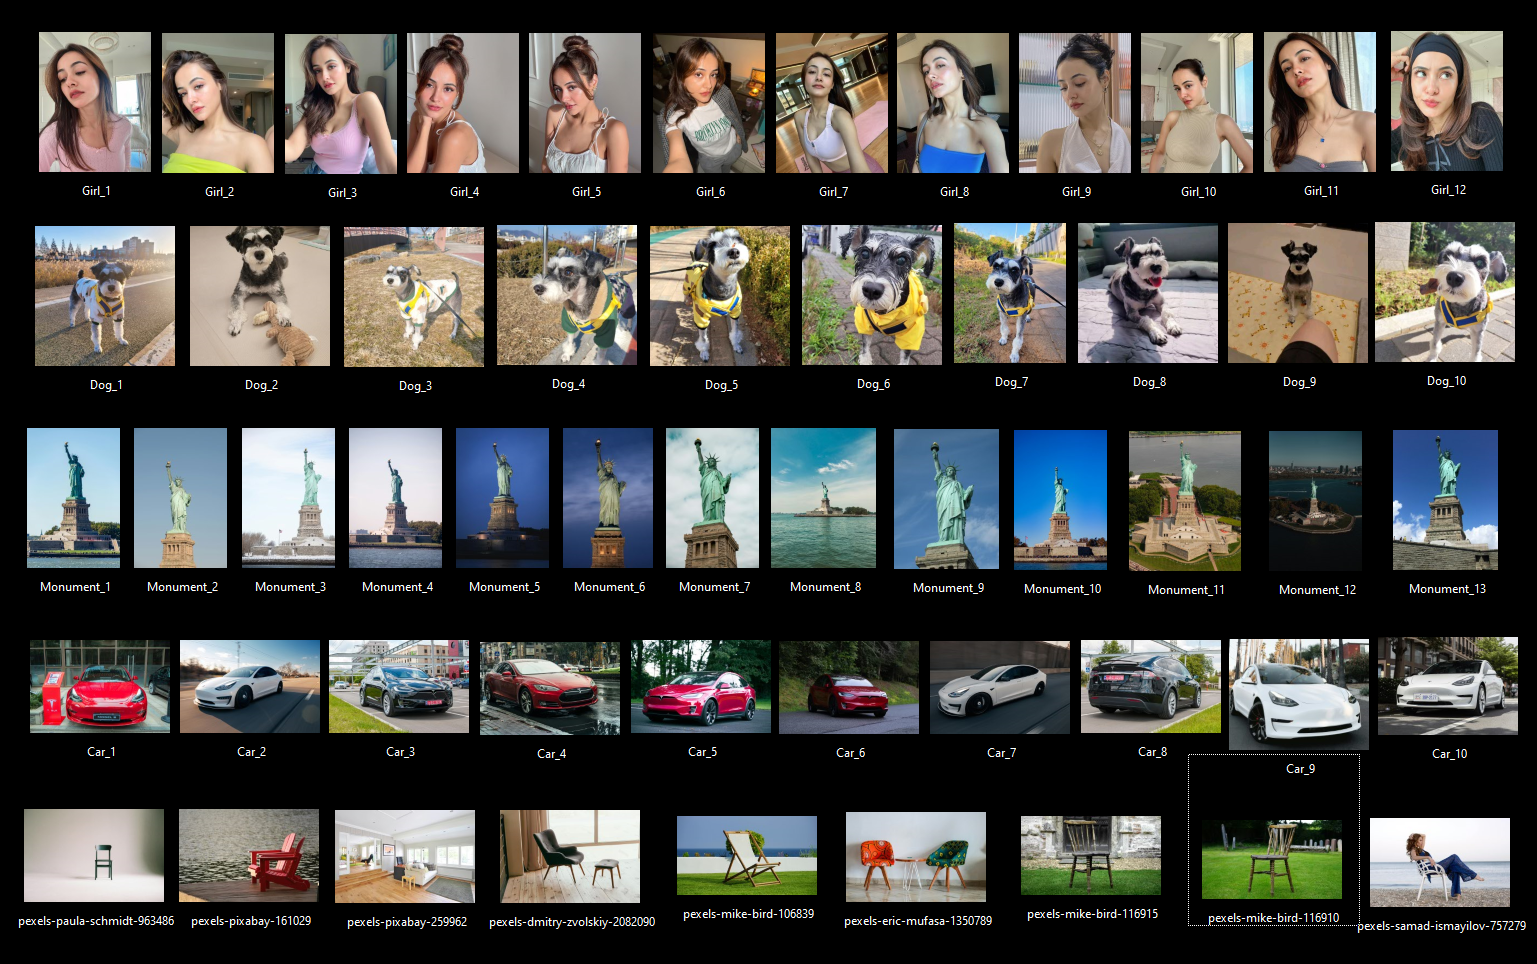 Girl_1
Girl_2
Girl_3
Girl_4
Girl_5
Girl_6
Girl_7
Girl_8
Girl_9
Girl_10
Girl_11
Girl_12
Dog_1
Dog_2
Dog_3
Dog_4
Dog_5
Dog_6
Dog_7
Dog_8
Dog_9
Dog_10
Monument_1
Monument_2
Monument_3
Monument_4
Monument_5
Monument_6
Monument_7
Monument_8
Monument_9
Monument_10
Monument_11
Monument_12
Monument_13
Car_1
Car_2
Car_3
Car_4
Car_5
Car_6
Car_7
Car_8
Car_9
Car_10
pexels-paula-schmidt-963486
pexels-pixabay-161029
pexels-pixabay-259962
pexels-dmitry-zvolskiy-2082090
pexels-mike-bird-106839
pexels-eric-mufasa-1350789
pexels-mike-bird-116915
pexels-mike-bird-116910
pexels-samad-ismayilov-757279